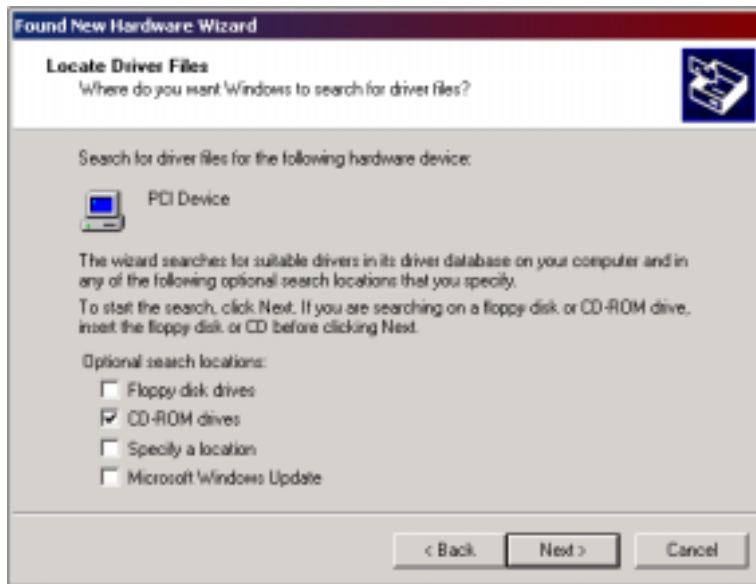 Found New Hardware Wizard
Locate Driver Files
Where do you want Windows to search for driver files?
Search for driver files for the following hardware device:
PCI Device
The wizard searches for suitable drivers in its driver database on your computer and in
any of the following optional search locations that you specify.
To start the search, click Next. If you are searching on a floppy disk or CD-ROM drive,
insert the floppy disk or CD before clicking Next.
Optional search locations:
Floppy disk drives
CD-ROM drives
Specify a location
Microsoft Windows Update
< Back
Next >
Cancel